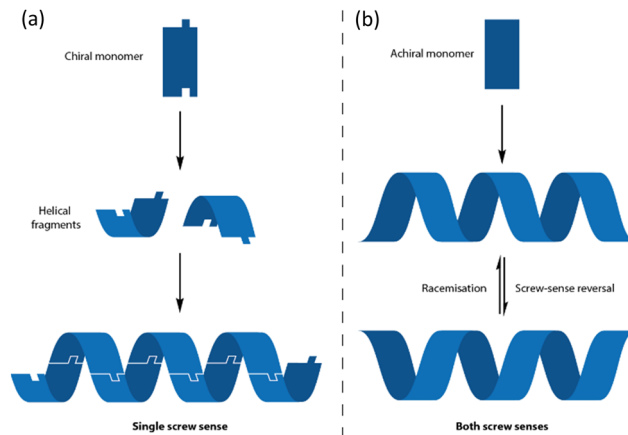 (a)
Chiral monomer
Helical
fragments
Single screw sense
(b)
Achiral monomer
Racemisation
Screw-sense reversal
Both screw senses